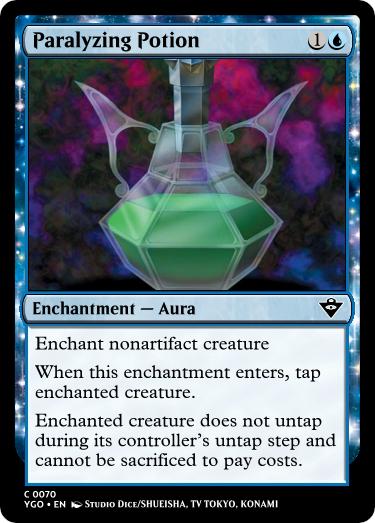 Paralyzing Potion 1
Enchantment — Aura
Enchant nonartifact creature
When this enchantment enters, tap
enchanted creature.
Enchanted creature does not untap
during its controller's untap step and
cannot be sacrificed to pay costs.
C 0070
YGO • EN Studio Dice/SHUEISHA, TV TOKYO, KONAMI